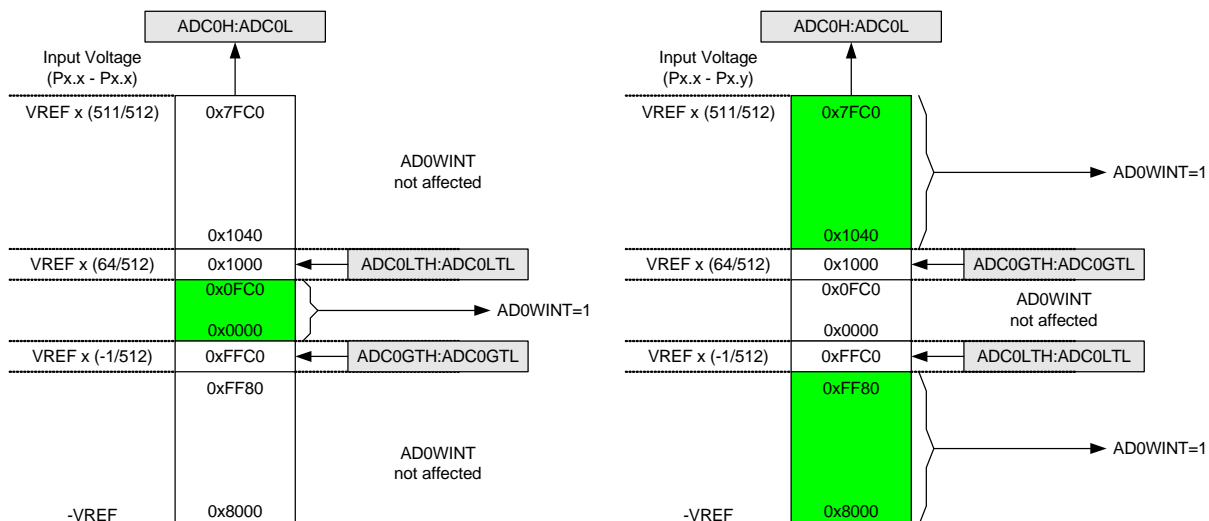 ADC0H:ADC0L
Input Voltage
(Px.x - Px.x)
VREF x (511/512)
0x7FC0
AD0WINT
not affected
0x1040
VREF x (64/512)
0x1000
ADC0LTH:ADC0LTL
0x0FC0
AD0WINT=1
0x0000
VREF x (-1/512)
0xFFC0
ADC0GTH:ADC0GTL
0xFF80
AD0WINT
not affected
-VREF
0x8000
ADC0H:ADC0L
Input Voltage
(Px.x - Px.y)
VREF x (511/512)
0x7FC0
AD0WINT=1
0x1040
VREF x (64/512)
0x1000
ADC0GTH:ADC0GTL
0x0FC0
AD0WINT
not affected
0x0000
VREF x (-1/512)
0xFFC0
ADC0LTH:ADC0LTL
0xFF80
AD0WINT=1
-VREF
0x8000